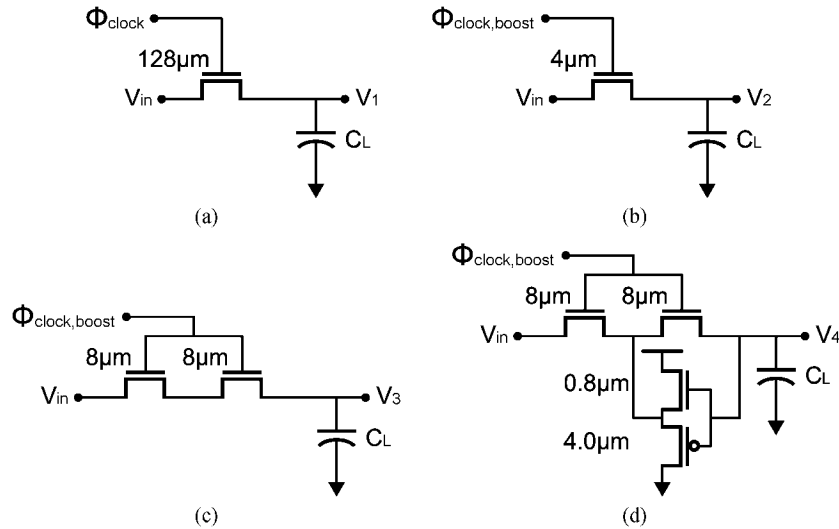 Φclock
Φclock,boost
128μm
4μm
Vin
V1
Vin
V2
CL
CL
(a)
(b)
Φclock,boost
8μm
8μm
Vin
V4
Φclock,boost
8μm
8μm
Vin
V3
CL
0.8μm
CL
4.0μm
(c)
(d)